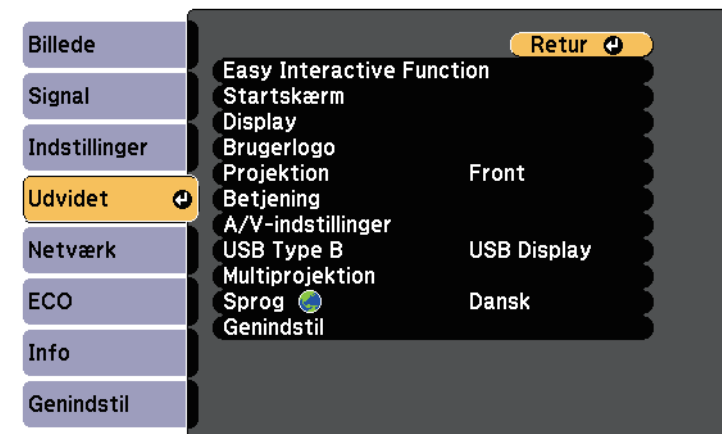 Billede
Signal
Indstillinger
Udvidet
Netværk
ECO
Info
Genindstil
Retur
Easy Interactive Function
Startskærm
Display
Brugerlogo
Projektion Front
Betjening
A/V-indstillinger
USB Type B USB Display
Multiprojektion
Sprog Dansk
Genindstil